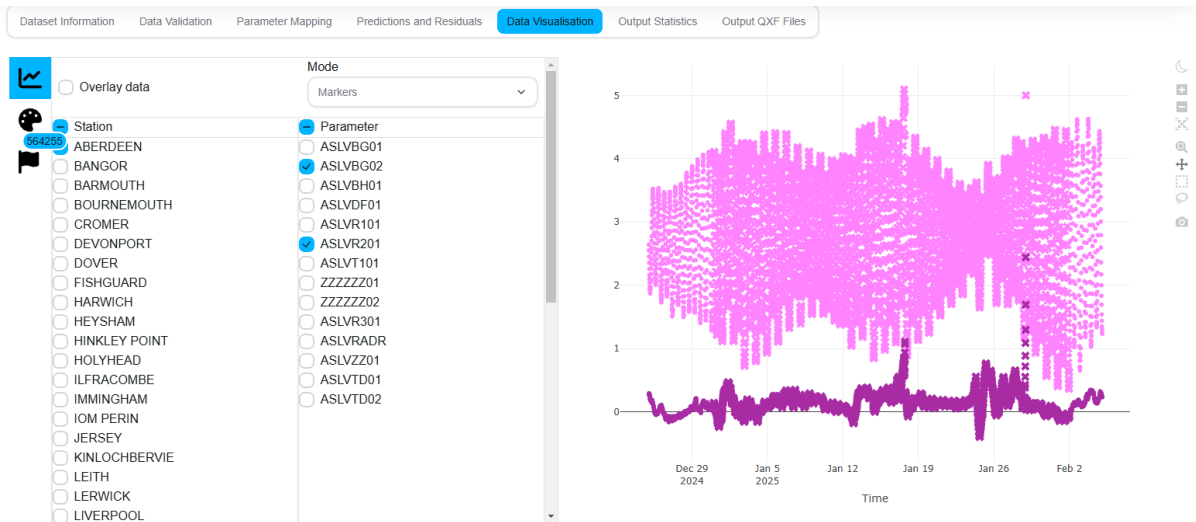 Dataset Information Data Validation Parameter Mapping Predictions and Residuals Data Visualisation Output Statistics Output QXF Files
Overlay data
Mode
Markers
564255
Station
ABERDEEN
BANGOR
BARMOUTH
BOURNEMOUTH
CROMER
DEVONPORT
DOVER
FISHGUARD
HARWICH
HEYSHAM
HINKLEY POINT
HOLYHEAD
ILFRACOMBE
IMMINGHAM
IOM PERIN
JERSEY
KINLOCHBERVIE
LEITH
LERWICK
LIVERPOOL
Parameter
ASLVBG01
ASLVBG02
ASLVBH01
ASLVDF01
ASLVR101
ASLVR201
ASLVT101
ZZZZZZ01
ZZZZZZ02
ASLVR301
ASLVRADR
ASLVZZ01
ASLVTD01
ASLVTD02
5
4
3
2
1
0
Dec 29 Jan 5 Jan 12 Jan 19 Jan 26 Feb 2
2024 2025
Time